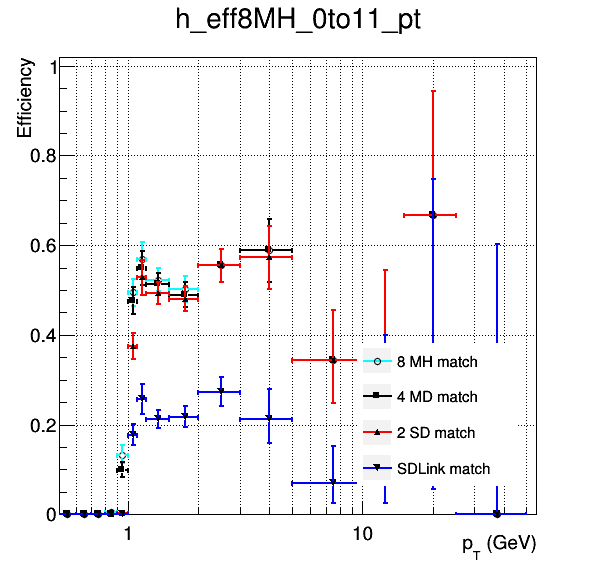 h_eff8MH_0to11_pt
Efficiency
1
0.8
0.6
0.4
0.2
0
8 MH match
4 MD match
2 SD match
SDLink match
1
10
p_T (GeV)